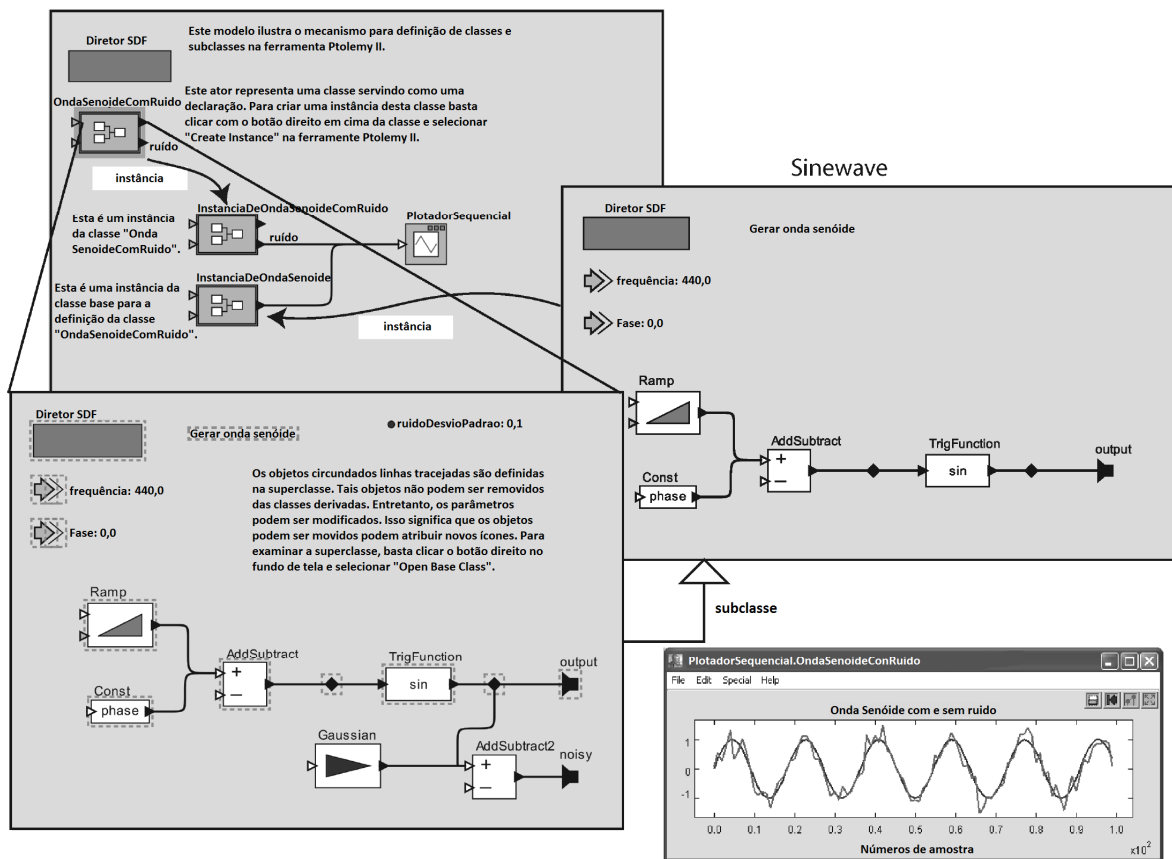 Diretor SDF
Este modelo ilustra o mecanismo para definição de classes e
subclasses na ferramenta Ptolemy II.
OndaSenoideComRuido
Este ator representa uma classe servindo como uma
declaração. Para criar uma instância desta classe basta
clicar com o botão direito em cima da classe e selecionar
"Create Instance" na ferramente Ptolemy II.
ruído
instância
Esta é um instância
da classe "Onda
SenoideComRuido".
InstanciaDeOndaSenoideComRuido
ruído
PlotadorSequencial
Esta é uma instância da
classe base para a
definição da classe
"OndaSenoideComRuido".
InstanciaDeOndaSenoide
instância
Sinewave
Diretor SDF
Gerar onda senóide
frequência: 440,0
Fase: 0,0
Ramp
Const
phase
AddSubtract
+
−
TrigFunction
sin
output
Diretor SDF
Gerar onda senóide
ruidoDesvioPadrao: 0,1
frequência: 440,0
Fase: 0,0
Os objetos circundados linhas tracejadas são definidas
na superclasse. Tais objetos não podem ser removidos
das classes derivadas. Entretanto, os parâmetros
podem ser modificados. Isso significa que os objetos
podem ser movidos podem atribuir novos ícones. Para
examinar a superclasse, basta clicar o botão direito no
fundo de tela e selecionar "Open Base Class".
Ramp
Const
phase
AddSubtract
+
−
TrigFunction
sin
output
Gaussian
AddSubtract2
+
−
noisy
subclasse
PlotadorSequencial.OndaSenoideConRuido
File Edit Special Help
Onda Senóide com e sem ruido
1
0
-1
0.0 0.1 0.2 0.3 0.4 0.5 0.6 0.7 0.8 0.9 1.0
Números de amostra
x10²